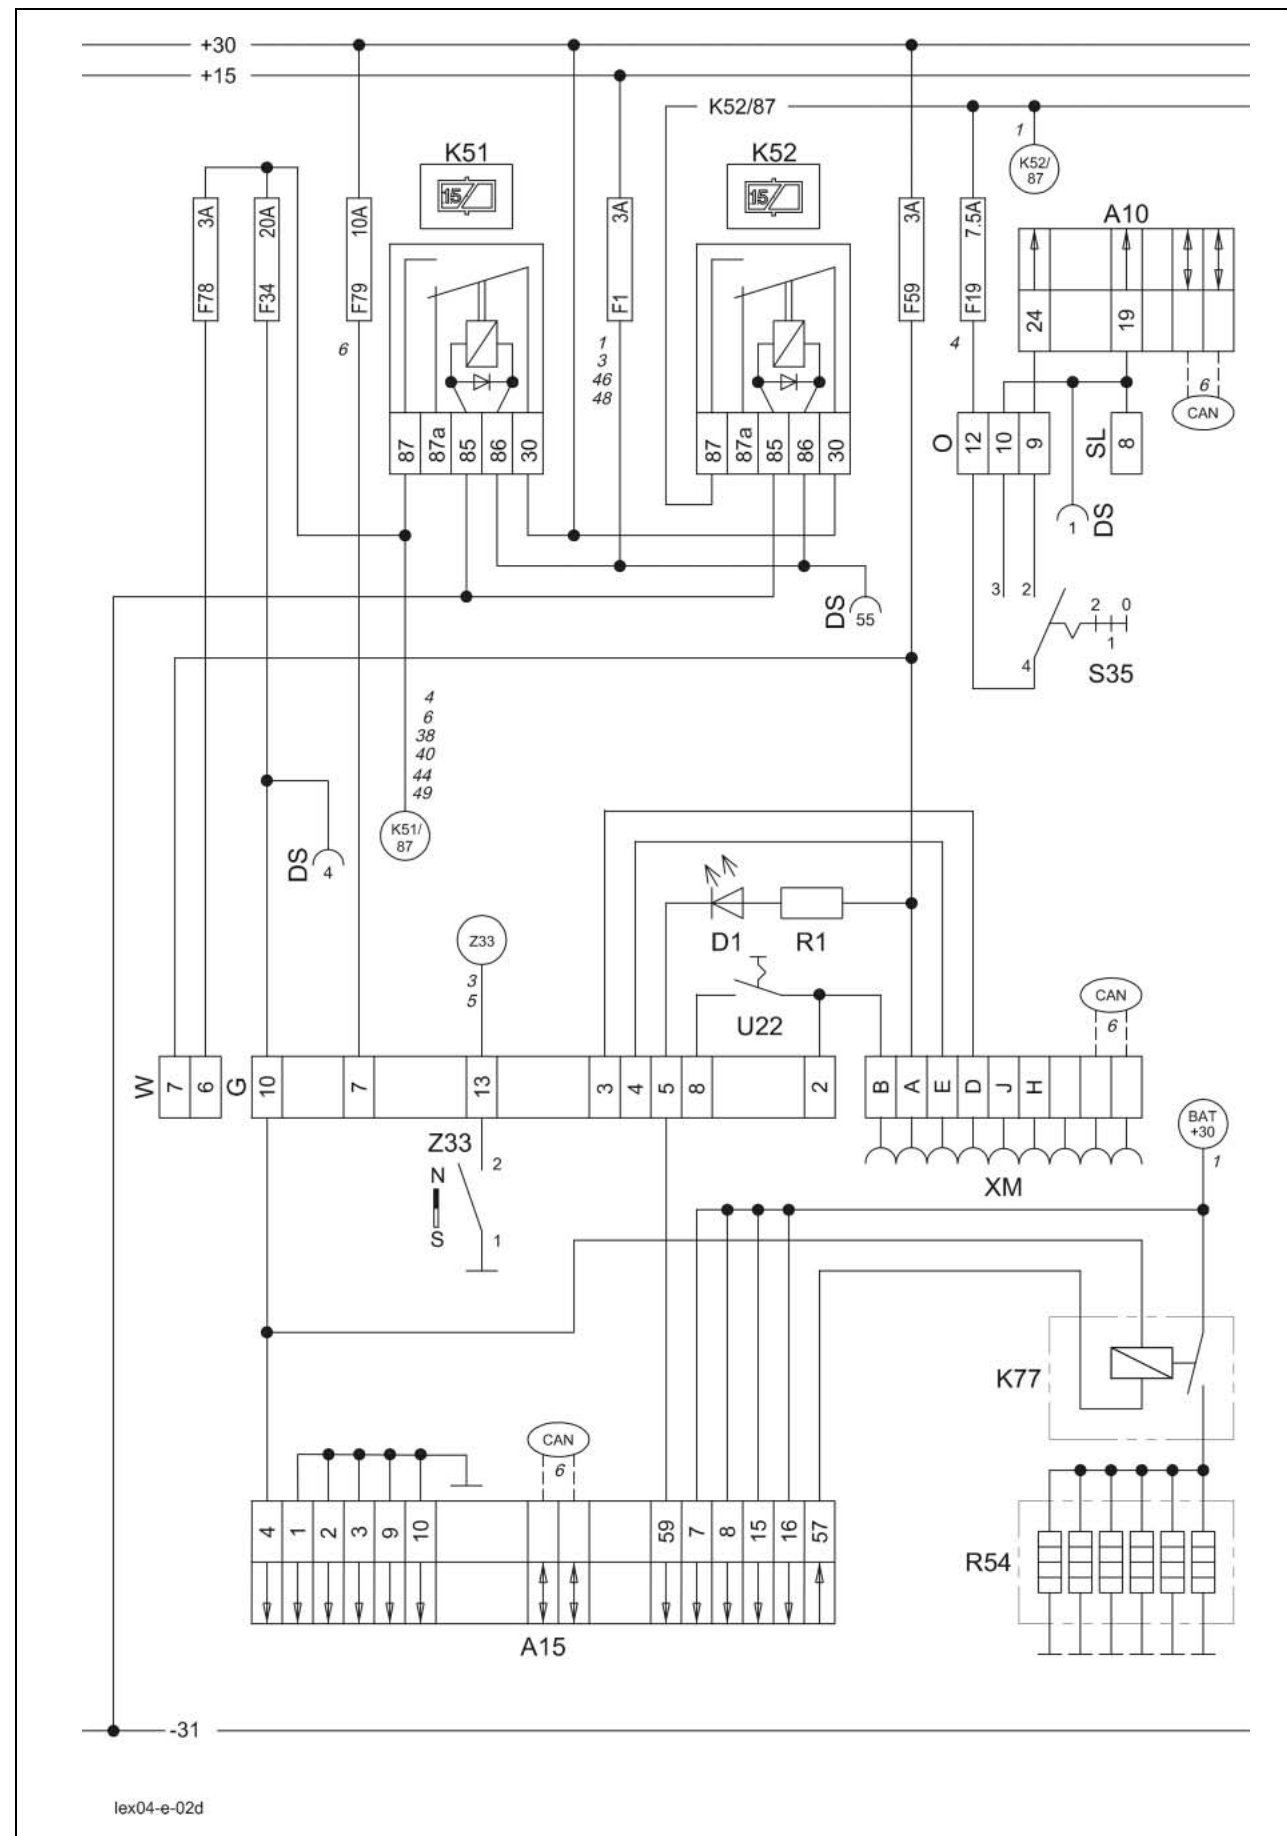 +30
+15
K52/87
1
K52/
87
K51
K52
15
15
A10
3A
F78
20A
F34
10A
F79
6
3A
F1
1
3
46
48
3A
F59
7.5A
F19
4
24
19
6
CAN
87
87a
85
86
30
87
87a
85
86
30
O
12
10
9
SL
8
1
DS
DS
55
3
2
4
2
0
1
S35
4
6
38
40
44
49
K51/
87
DS
4
Z33
3
5
D1
R1
U22
CAN
6
W
7
6
G
10
7
13
3
4
5
8
2
B
A
E
D
J
H
XM
BAT
+30
1
Z33
N
S
2
1
K77
CAN
6
4
1
2
3
9
10
59
7
8
15
16
57
A15
R54
-31
lex04-e-02d